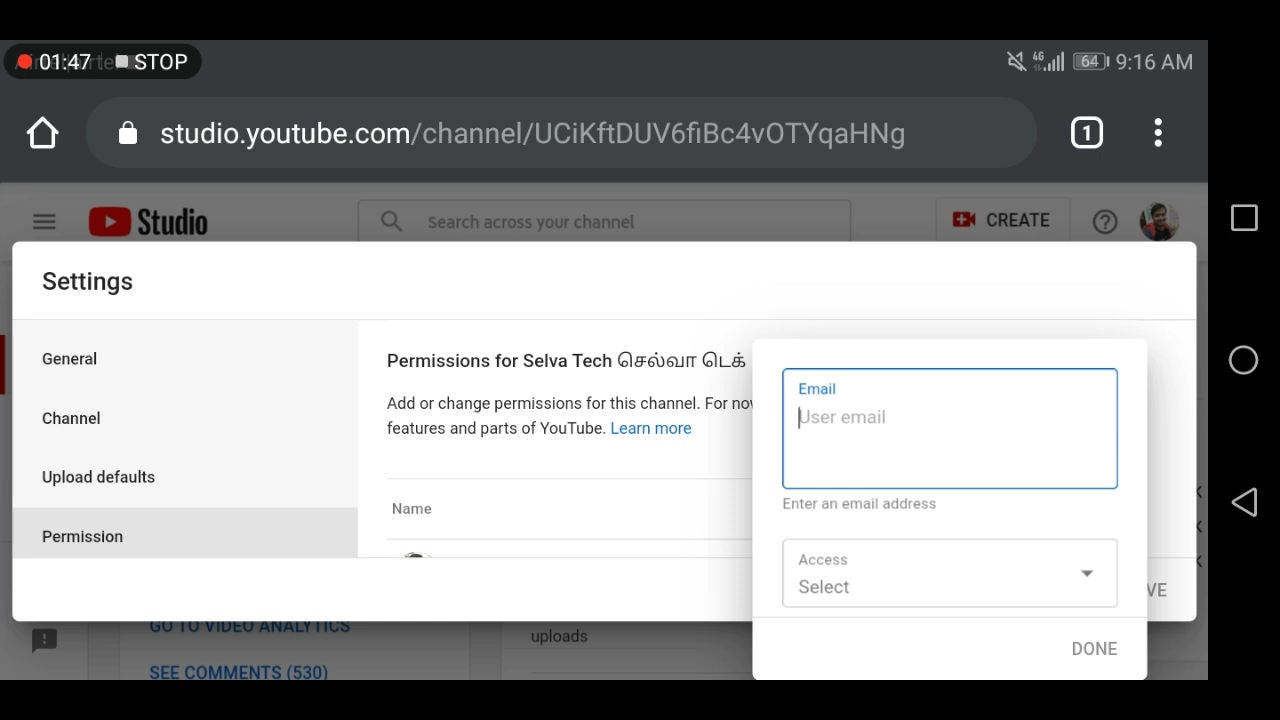 01:47 STOP
4G 64 9:16 AM
studio.youtube.com/channel/UCiKftDUV6fiBc4vOTYqaHNg
1
Studio
Search across your channel
CREATE
Settings
General
Channel
Upload defaults
Permission
Permissions for Selva Tech செல்வா டெக்
Add or change permissions for this channel. For now
features and parts of YouTube. Learn more
Name
Email
User email
Enter an email address
Access
Select
VE
DONE
GO TO VIDEO ANALYTICS
SEE COMMENTS (530)
uploads